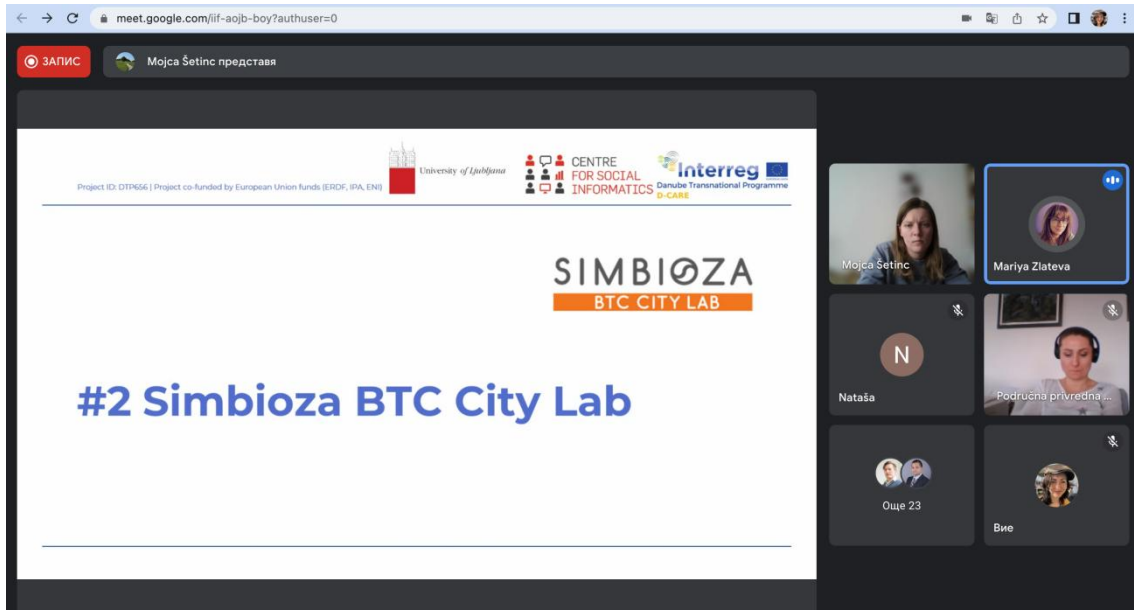 meet.google.com/iif-aojb-boy?authuser=0
ЗАПИС
Mojca Šetinc представя
Project ID: DTP656 | Project co-funded by European Union funds (ERDF, IPA, ENI)
University of Ljubljana
CENTRE
FOR SOCIAL
INFORMATICS
Interreg
Danube Transnational Programme
D-CARE
SIMBIOZA
BTC CITY LAB
#2 Simbioza BTC City Lab
Mojca Šetinc
Mariya Zlateva
N
Nataša
Područna privredna ...
Още 23
Вие